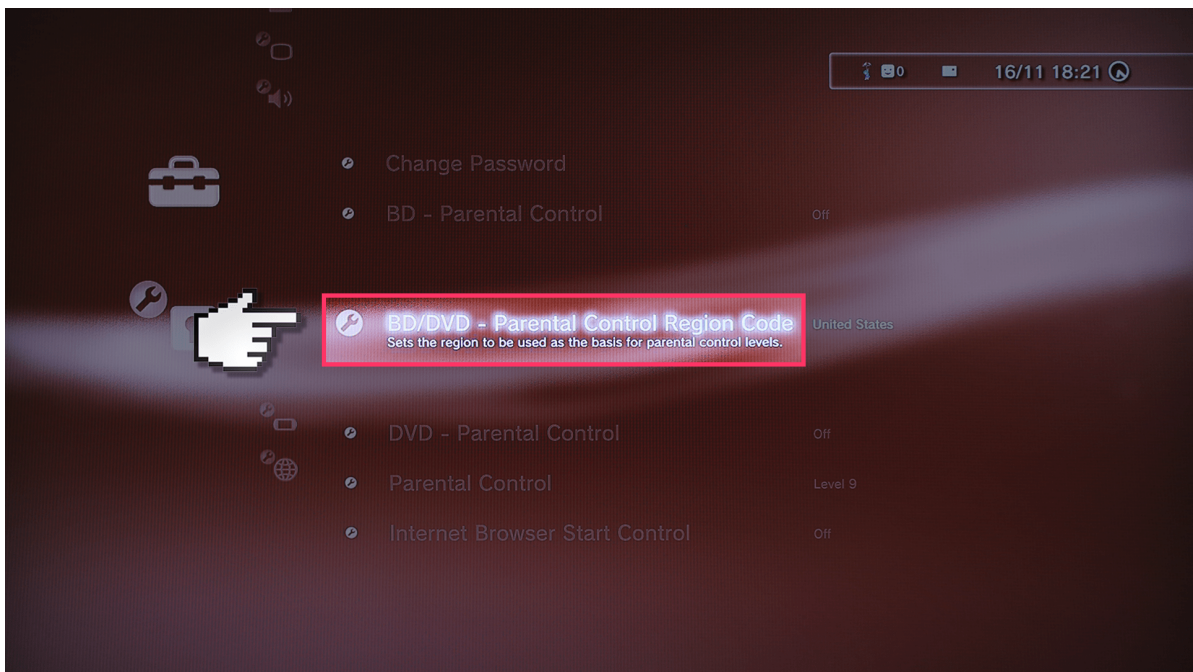 0 16/11 18:21
Change Password
BD - Parental Control Off
BD/DVD - Parental Control Region Code United States
Sets the region to be used as the basis for parental control levels.
DVD - Parental Control Off
Parental Control Level 9
Internet Browser Start Control Off